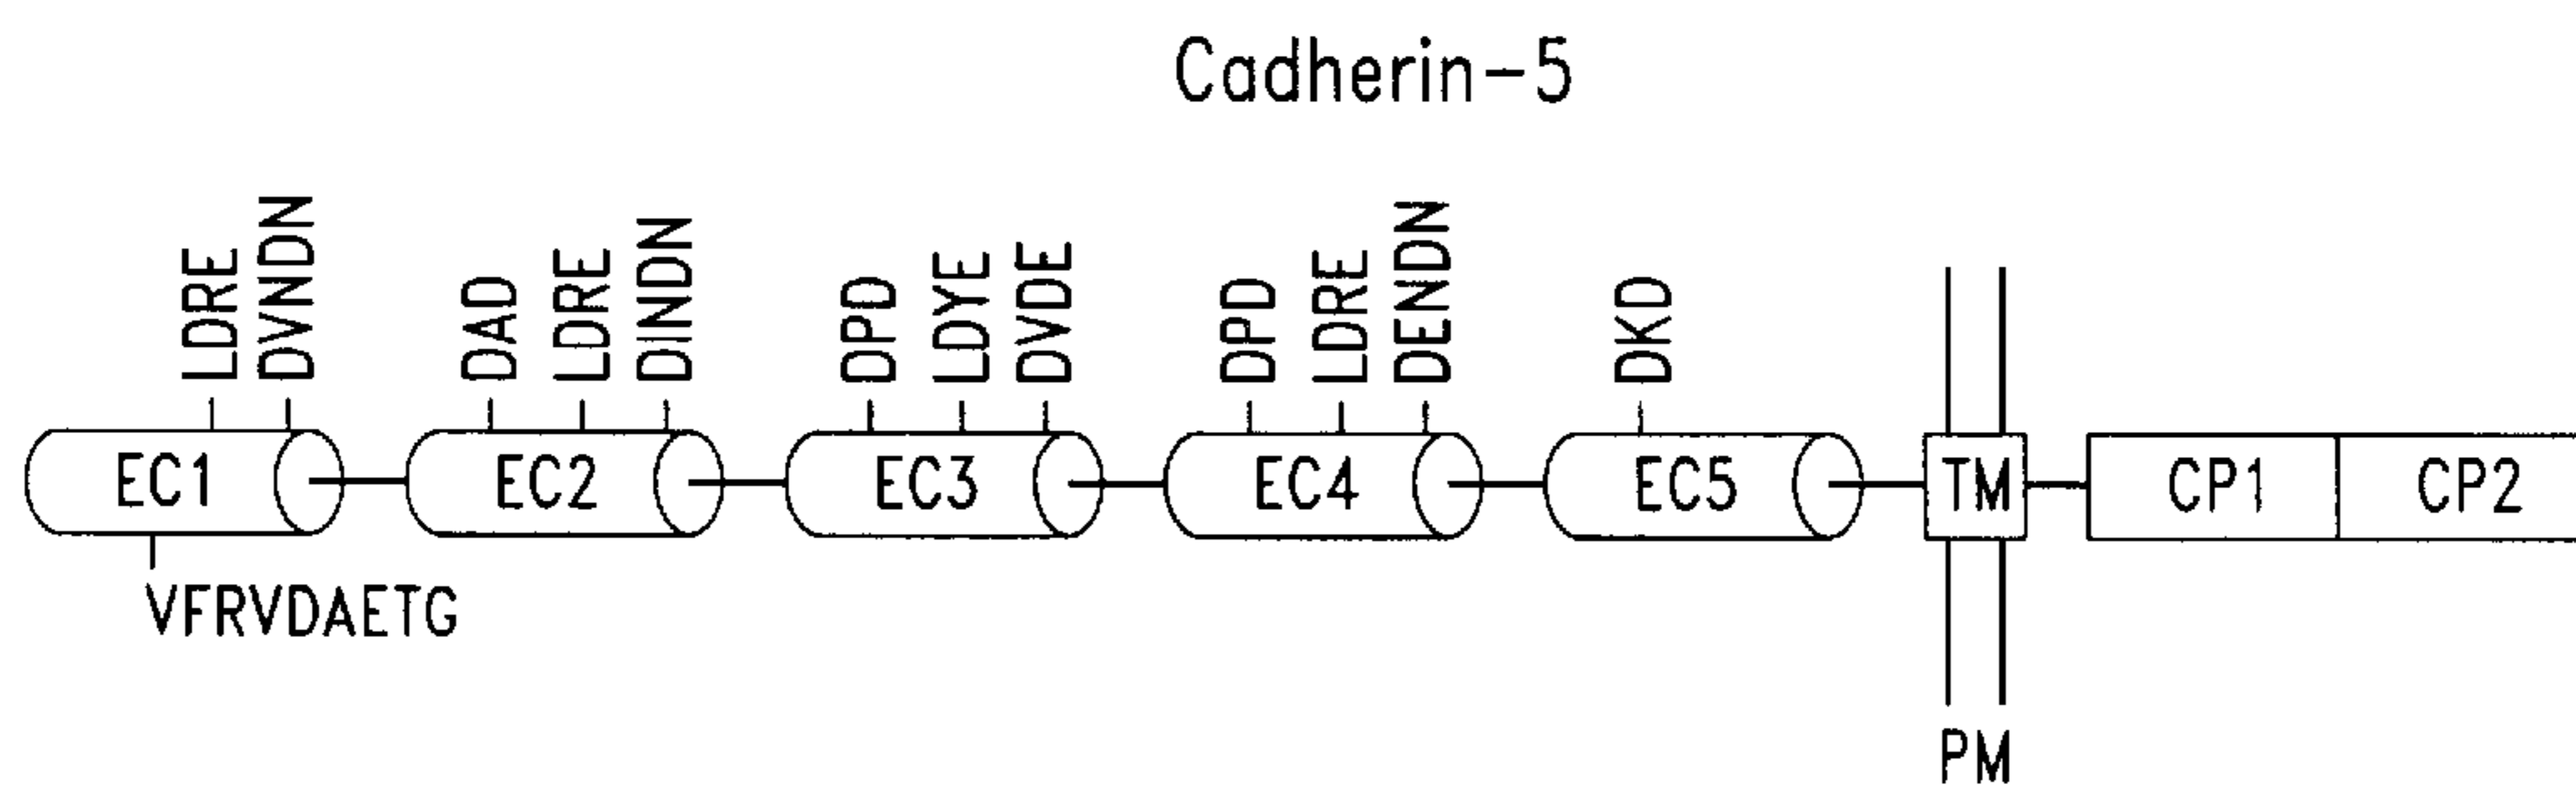 Cadherin-5
LDRE
DVNDN
DAD
LDRE
DINDN
DPD
LDYE
DVDE
DPD
LDRE
DENDN
DKD
EC1
EC2
EC3
EC4
EC5
TM
CP1
CP2
VFRVDAETG
PM